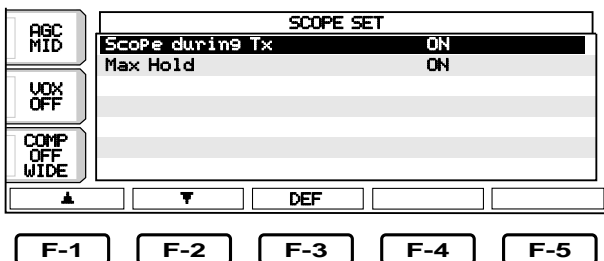 SCOPE SET
AGC
MID
Scope during Tx ON
Max Hold ON
VOX
OFF
COMP
OFF
WIDE
▲ ▼ DEF
F-1 F-2 F-3 F-4 F-5